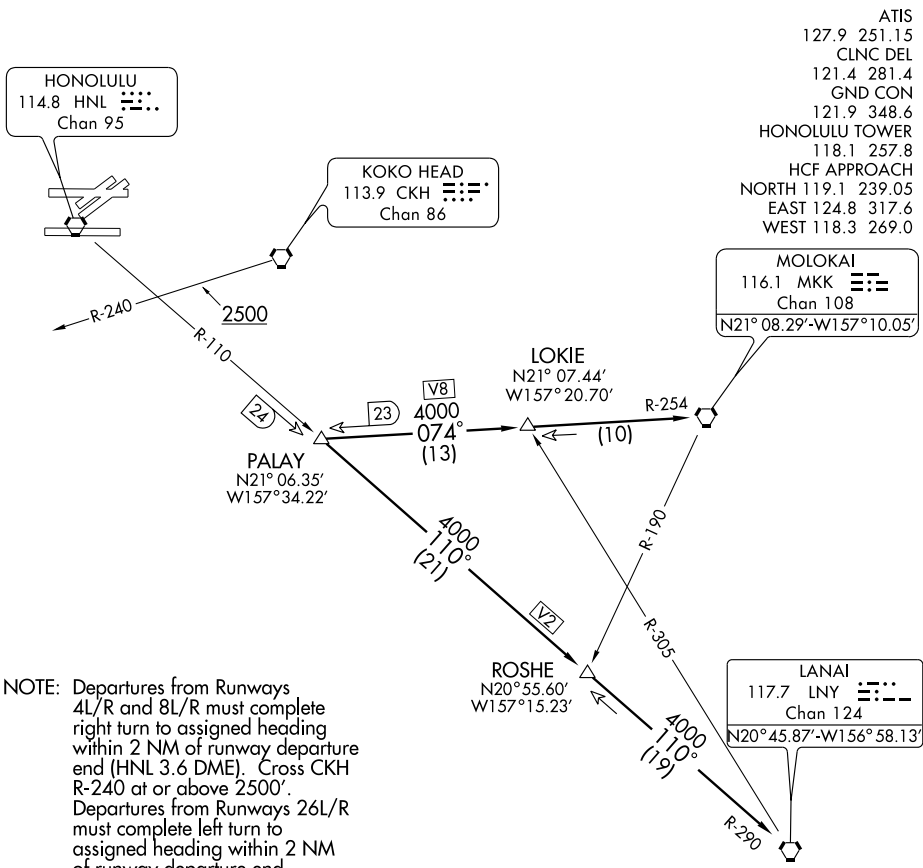 ATIS
127.9 251.15
CLNC DEL
121.4 281.4
GND CON
121.9 348.6
HONOLULU TOWER
118.1 257.8
HCF APPROACH
NORTH 119.1 239.05
EAST 124.8 317.6
WEST 118.3 269.0
HONOLULU
114.8 HNL
Chan 95
KOKO HEAD
113.9 CKH
Chan 86
MOLOKAI
116.1 MKK
Chan 108
N21° 08.29'-W157°10.05'
R-240
2500
R-110
LOKIE
N21° 07.44'
W157°20.70'
24
23
V8
4000
074°
(13)
R-254
(10)
PALAY
N21° 06.35'
W157°34.22'
4000
110°
(21)
V2
R-190
R-305
ROSHE
N20°55.60'
W157°15.23'
4000
110°
(19)
R-290
LANAI
117.7 LNY
Chan 124
N20°45.87'-W156°58.13'
NOTE: Departures from Runways
4L/R and 8L/R must complete
right turn to assigned heading
within 2 NM of runway departure
end (HNL 3.6 DME). Cross CKH
R-240 at or above 2500'.
Departures from Runways 26L/R
must complete left turn to
assigned heading within 2 NM
of runway departure end